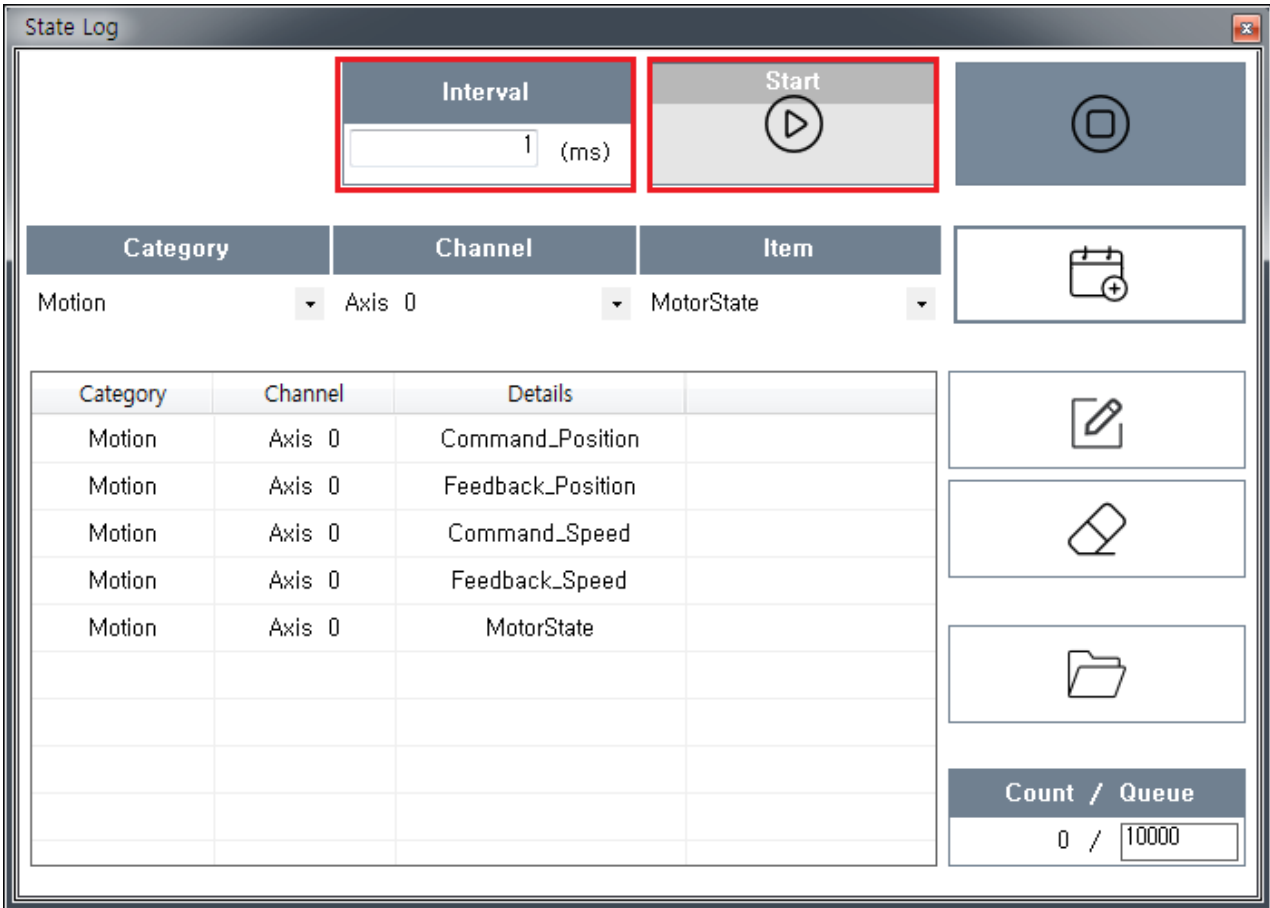 State Log
Interval
1 (ms)
Start
Category Channel Item
Motion Axis 0 MotorState
Category Channel Details
Motion Axis 0 Command_Position
Motion Axis 0 Feedback_Position
Motion Axis 0 Command_Speed
Motion Axis 0 Feedback_Speed
Motion Axis 0 MotorState
Count / Queue
0 / 10000